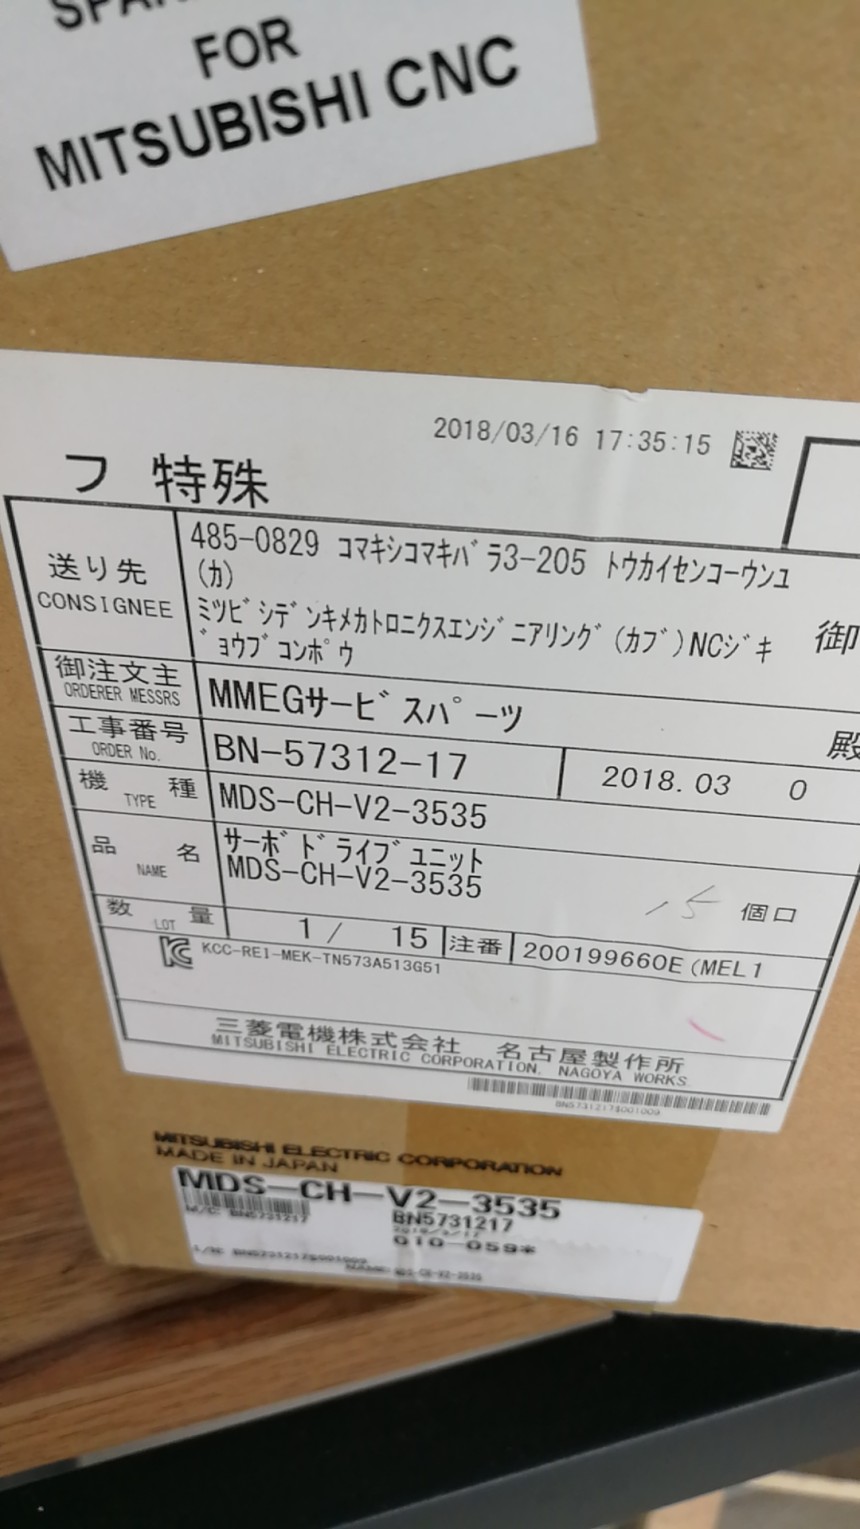 FOR
MITSUBISHI CNC
2018/03/16 17:35:15
フ 特殊
送り先
CONSIGNEE
485-0829 コマキシコマキバラ3-205 トウカイセンコーウンユ
(カ)
ミツビシデンキメカトロニクスエンジニアリング(カブ)NCジキ
ョウブコンポウ
御
御注文主
ORDERER MESSRS
MMEGサービスパーツ
殿
工事番号
ORDER No.
BN-57312-17
2018.03 0
機 種
TYPE
MDS-CH-V2-3535
品 名
NAME
サーボドライブユニット
MDS-CH-V2-3535
15 個口
数 量
LOT
1/ 15
注番
200199660E (MEL1
KCC-REI-MEK-TN573A513G51
三菱電機株式会社 名古屋製作所
MITSUBISHI ELECTRIC CORPORATION. NAGOYA WORKS.
MITSUBISHI ELECTRIC CORPORATION
MADE IN JAPAN
MDS-CH-V2-3535
BN5731217
010-059*